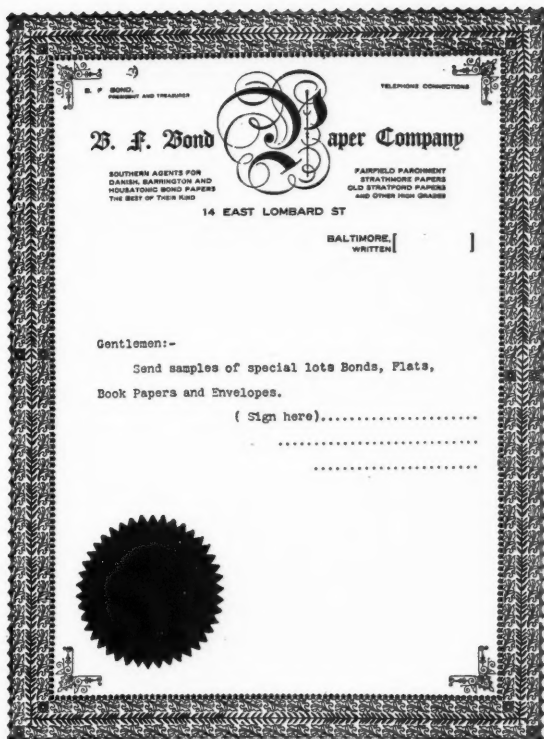 B. F. BOND,
PRESIDENT AND TREASURER
TELEPHONE CONNECTIONS
B. F. Bond Paper Company
SOUTHERN AGENTS FOR
DANISH, BARRINGTON AND
HOUSATONIC BOND PAPERS
THE BEST OF THEIR KIND
FAIRFIELD PARCHMENT
STRATHMORE PAPERS
OLD STRATFORD PAPERS
AND OTHER HIGH GRADES
14 EAST LOMBARD ST
BALTIMORE, [ ]
WRITTEN
Gentlemen:-
Send samples of special lots Bonds, Flats,
Book Papers and Envelopes.
( Sign here)......................
...........................
......................